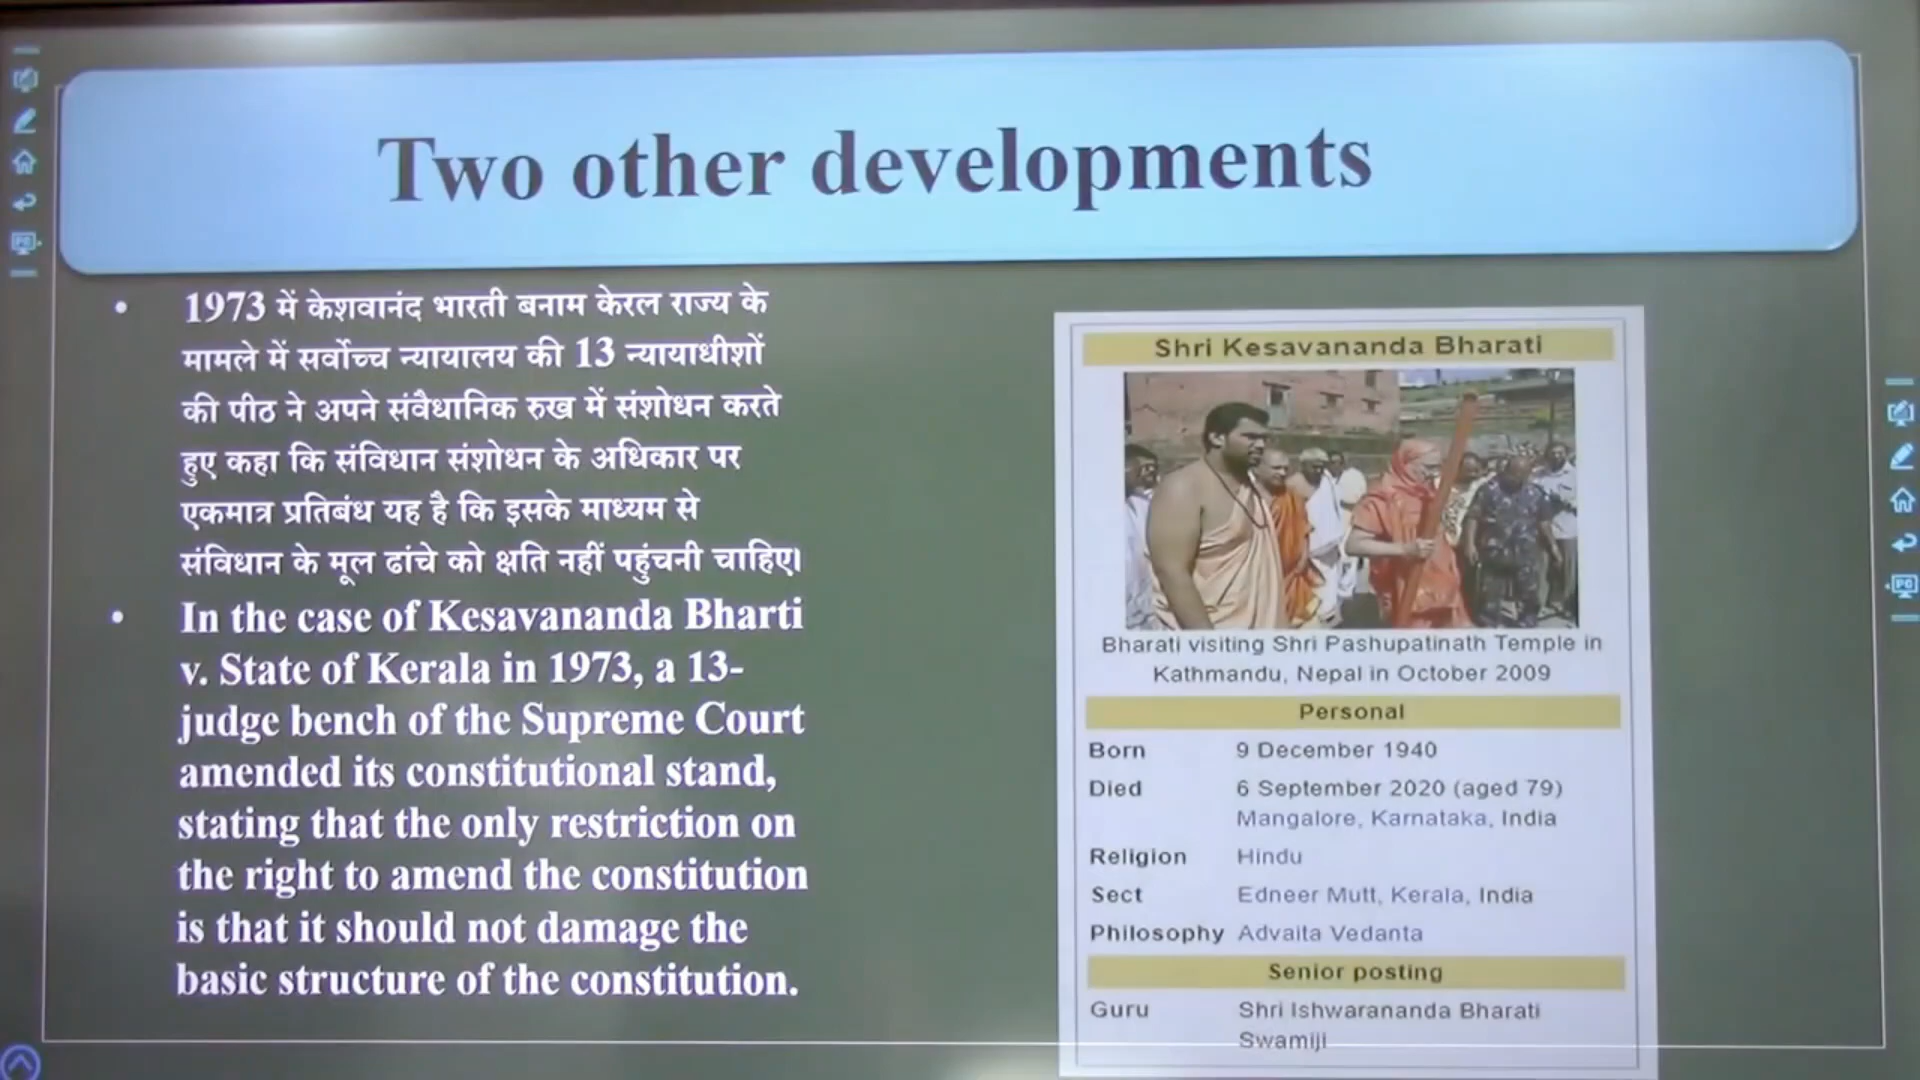 Two other developments
• 1973 में केशवानंद भारती बनाम केरल राज्य के
मामले में सर्वोच्च न्यायालय की 13 न्यायाधीशों
की पीठ ने अपने संवैधानिक रुख में संशोधन करते
हुए कहा कि संविधान संशोधन के अधिकार पर
एकमात्र प्रतिबंध यह है कि इसके माध्यम से
संविधान के मूल ढांचे को क्षति नहीं पहुंचनी चाहिए।
• In the case of Kesavananda Bharti
v. State of Kerala in 1973, a 13-
judge bench of the Supreme Court
amended its constitutional stand,
stating that the only restriction on
the right to amend the constitution
is that it should not damage the
basic structure of the constitution.
Shri Kesavananda Bharati
Bharati visiting Shri Pashupatinath Temple in
Kathmandu, Nepal in October 2009
Personal
Born 9 December 1940
Died 6 September 2020 (aged 79)
Mangalore, Karnataka, India
Religion Hindu
Sect Edneer Mutt, Kerala, India
Philosophy Advaita Vedanta
Senior posting
Guru Shri Ishwarananda Bharati
Swamiji
PC
PC